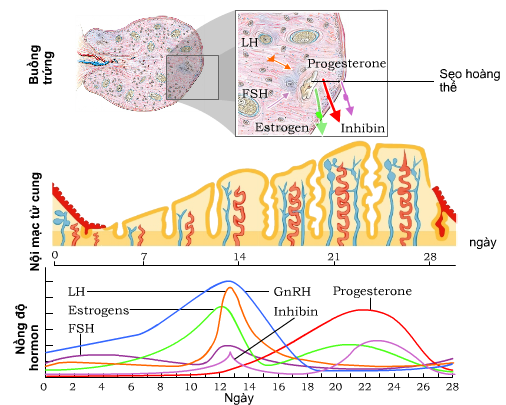 Buồng
trứng
LH
Progesterone
FSH
Estrogen
Inhibin
Sẹo hoàng
thể
Nội mạc tử cung
ngày
0 7 14 21 28
Nồng độ
hormon
LH
GnRH
Progesterone
Estrogens
Inhibin
FSH
0 2 4 6 8 10 12 14 16 18 20 22 24 26 28
Ngày